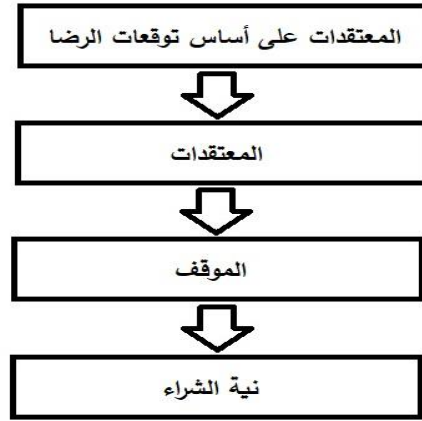 المعتقدات على أساس توقعات الرضا
المعتقدات
الموقف
نية الشراء